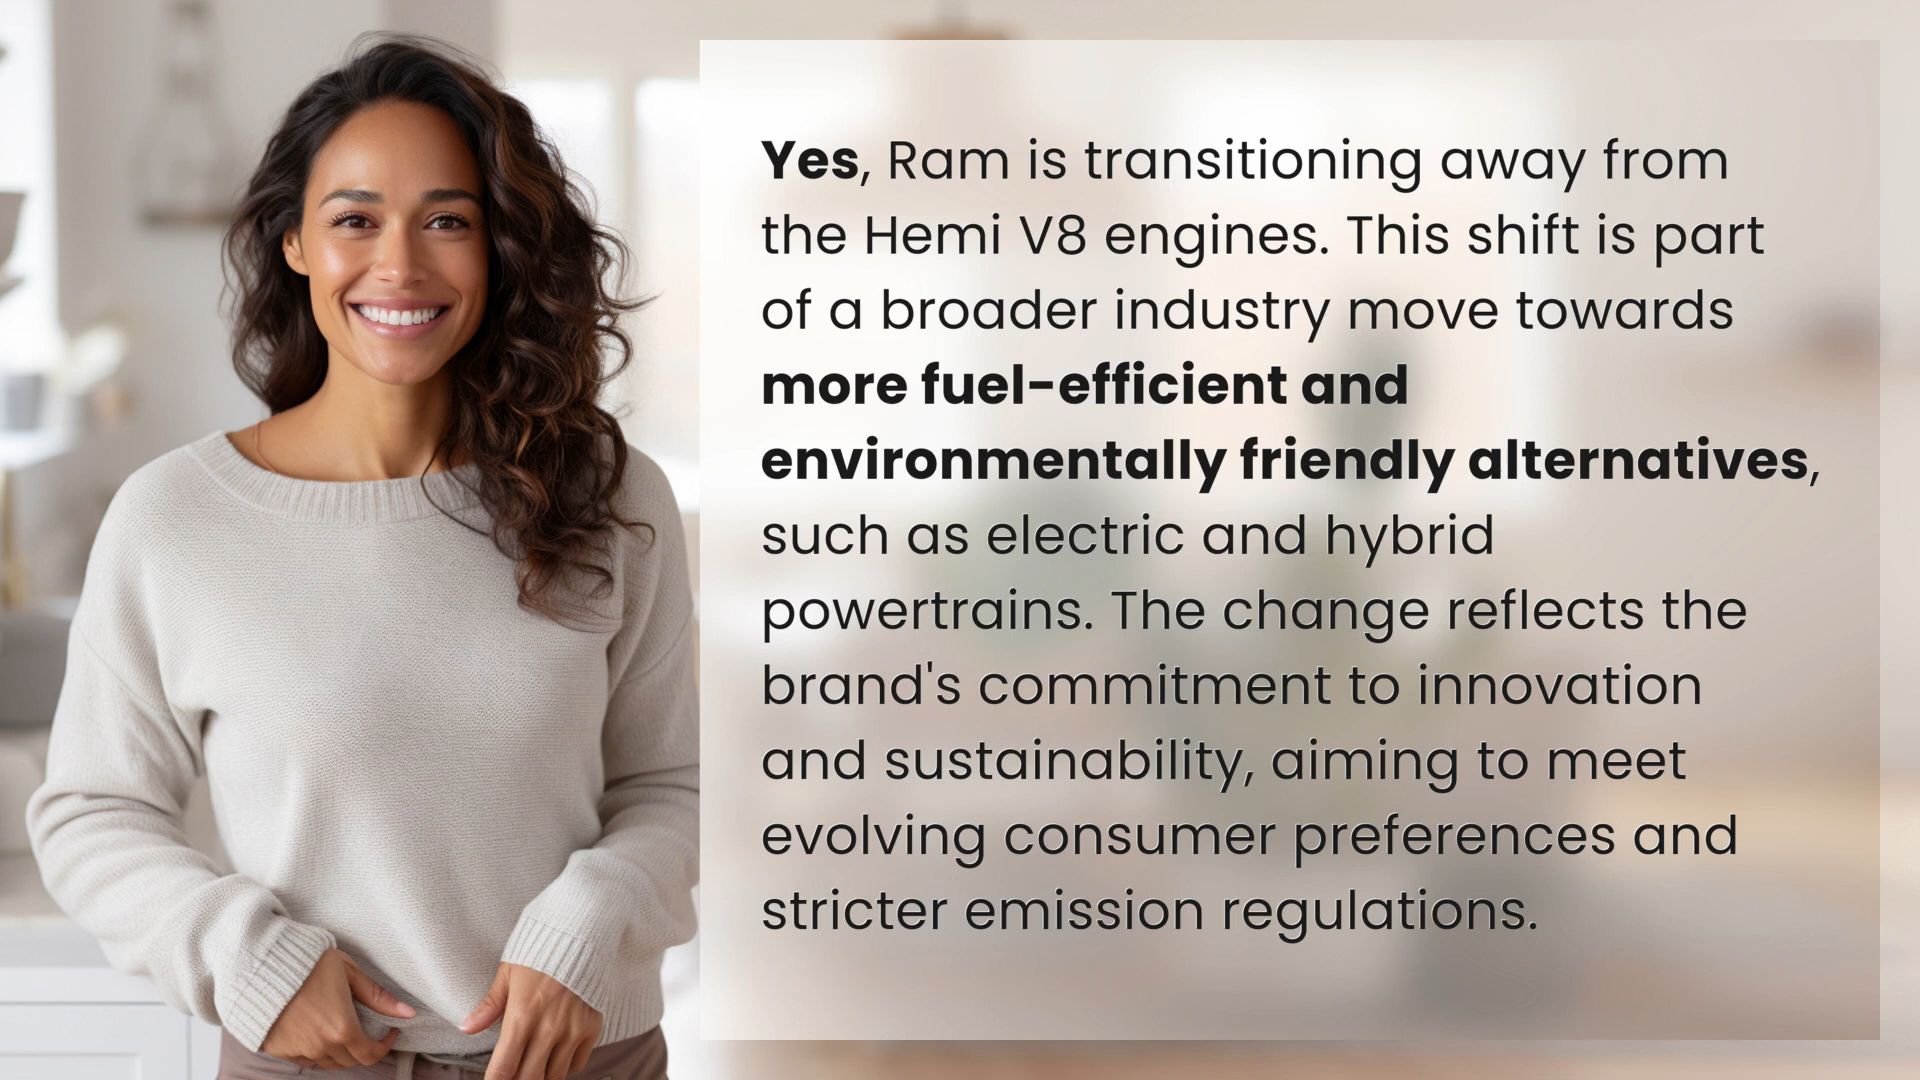 Yes, Ram is transitioning away from
the Hemi V8 engines. This shift is part
of a broader industry move towards
more fuel-efficient and
environmentally friendly alternatives,
such as electric and hybrid
powertrains. The change reflects the
brand's commitment to innovation
and sustainability, aiming to meet
evolving consumer preferences and
stricter emission regulations.